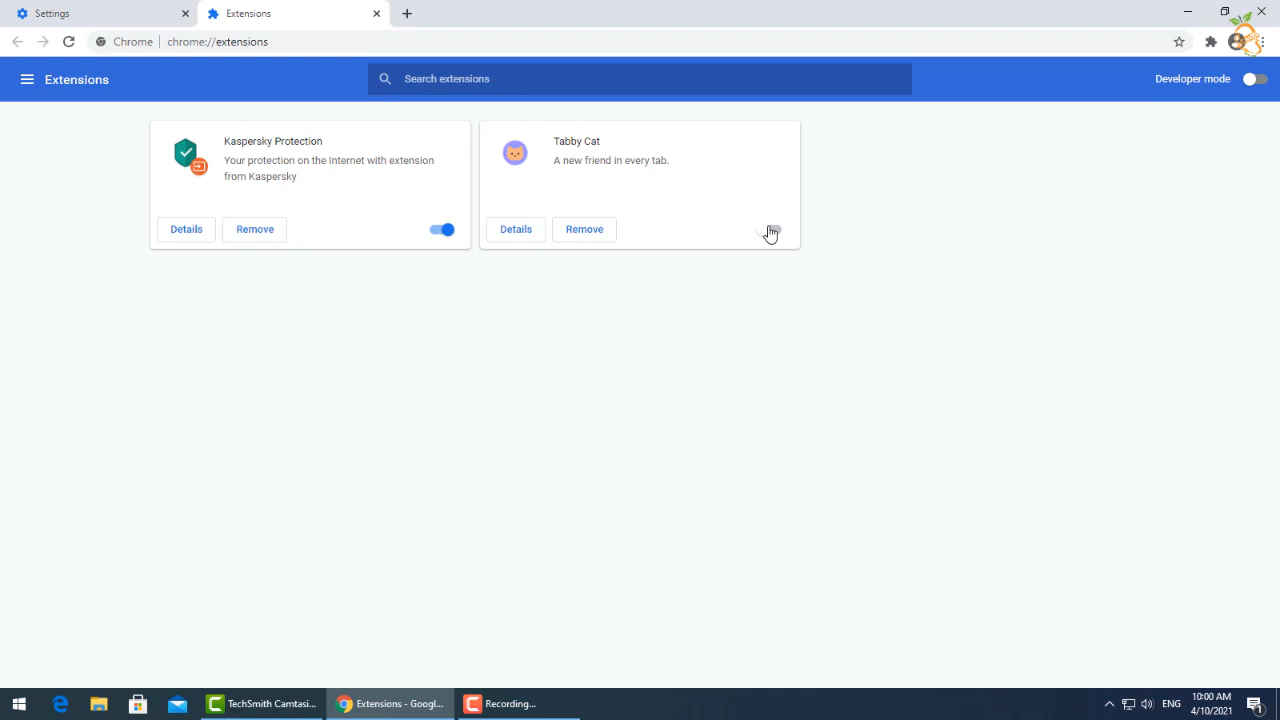 Settings
Extensions
Chrome
chrome://extensions
Extensions
Search extensions
Developer mode
Kaspersky Protection
Your protection on the Internet with extension
from Kaspersky
Details
Remove
Tabby Cat
A new friend in every tab.
Details
Remove
TechSmith Camtasi...
Extensions - Googl...
Recording...
ENG
10:00 AM
4/10/2021
1